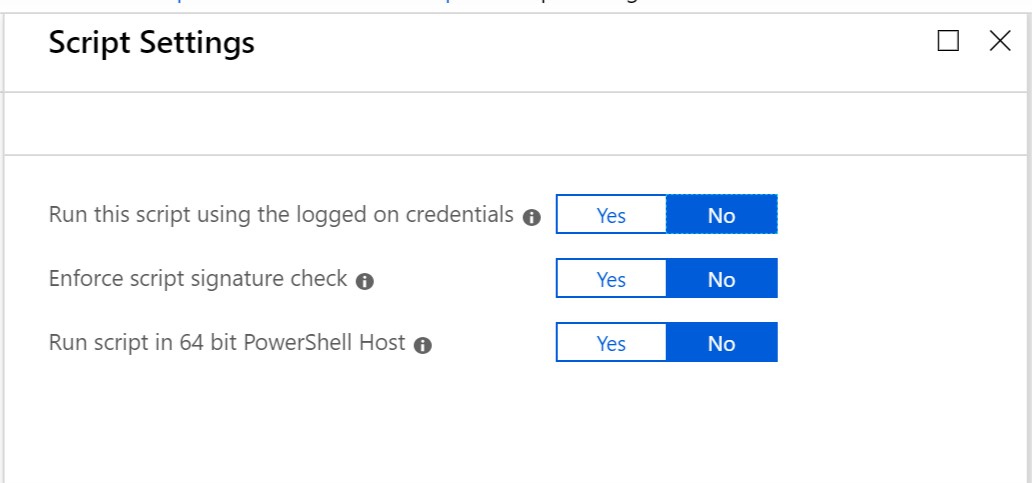 Script Settings
Run this script using the logged on credentials Yes No
Enforce script signature check Yes No
Run script in 64 bit PowerShell Host Yes No